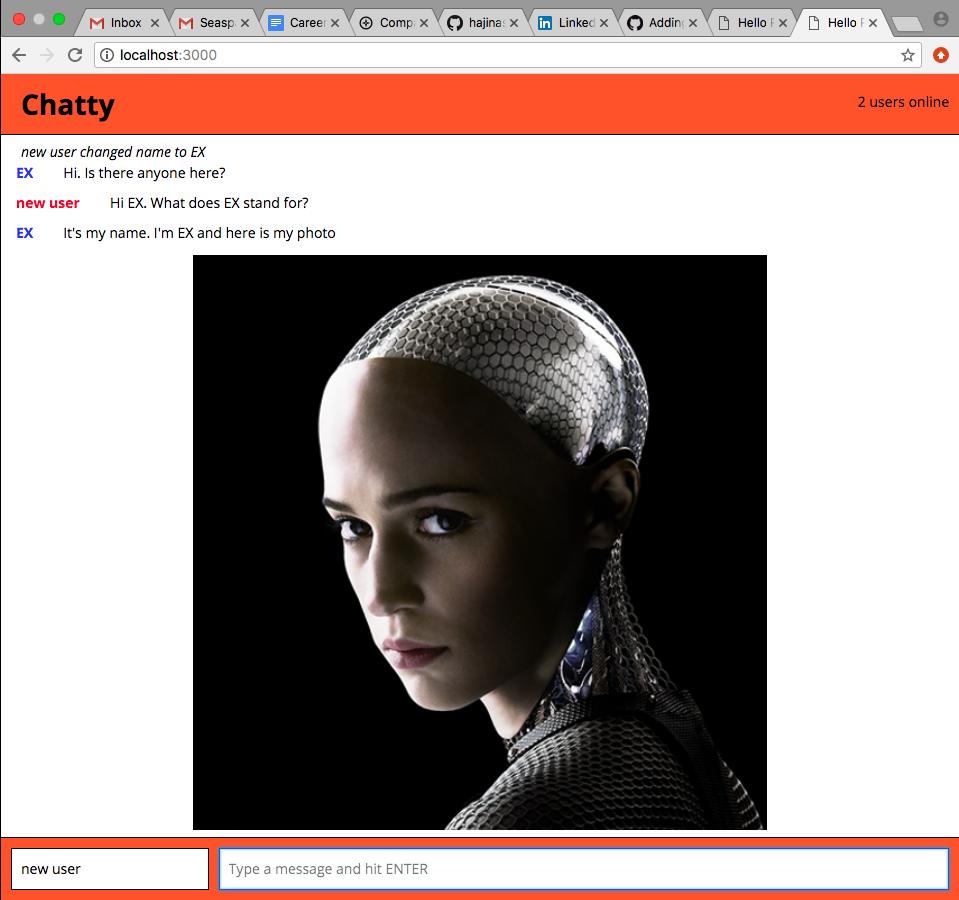 Inbox
Seaspa
Career
Comp
hajina
Linked
Adding
Hello
Hello
localhost:3000
Chatty
2 users online
new user changed name to EX
EX Hi. Is there anyone here?
new user Hi EX. What does EX stand for?
EX It's my name. I'm EX and here is my photo
new user
Type a message and hit ENTER